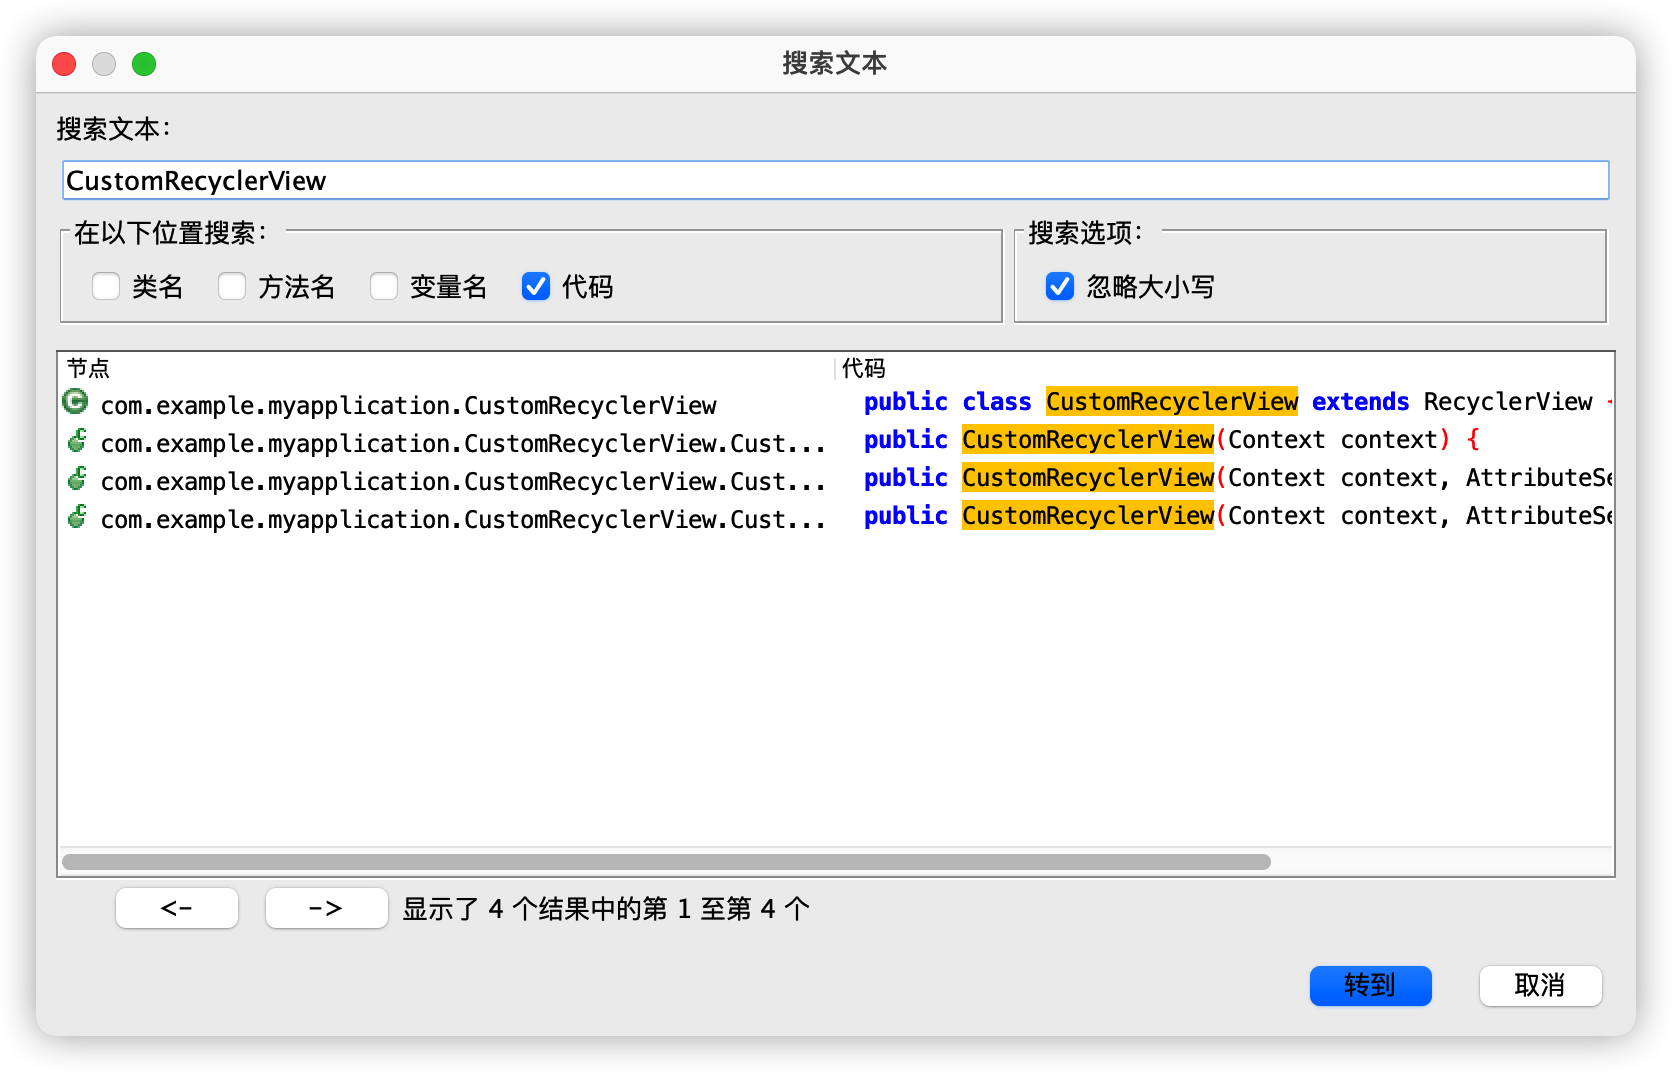 搜索文本
搜索文本：
CustomRecyclerView
在以下位置搜索： 搜索选项：
类名 方法名 变量名 代码 忽略大小写
节点 代码
com.example.myapplication.CustomRecyclerView public class CustomRecyclerView extends RecyclerView
com.example.myapplication.CustomRecyclerView.Cust... public CustomRecyclerView(Context context) {
com.example.myapplication.CustomRecyclerView.Cust... public CustomRecyclerView(Context context, AttributeSe
com.example.myapplication.CustomRecyclerView.Cust... public CustomRecyclerView(Context context, AttributeSe
<- -> 显示了 4 个结果中的第 1 至第 4 个
转到 取消